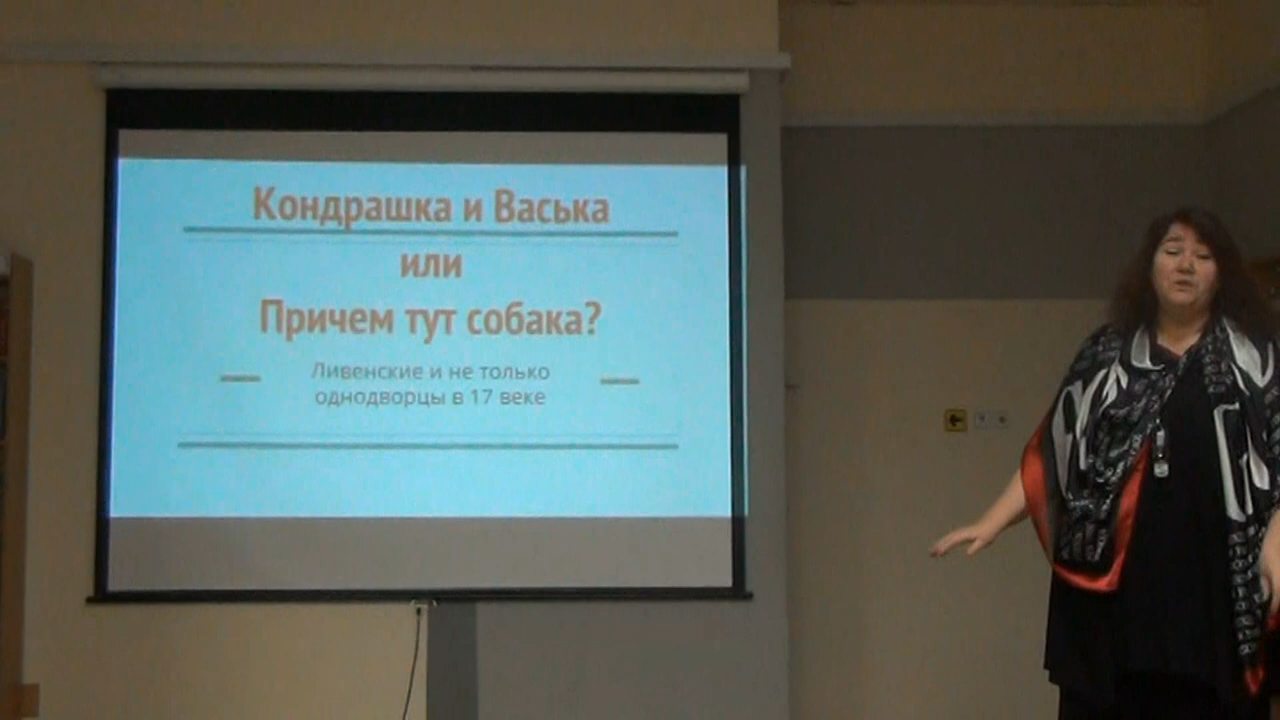 Кондрашка и Васька
или
Причем тут собака?
Ливенские и не только
однодворцы в 17 веке